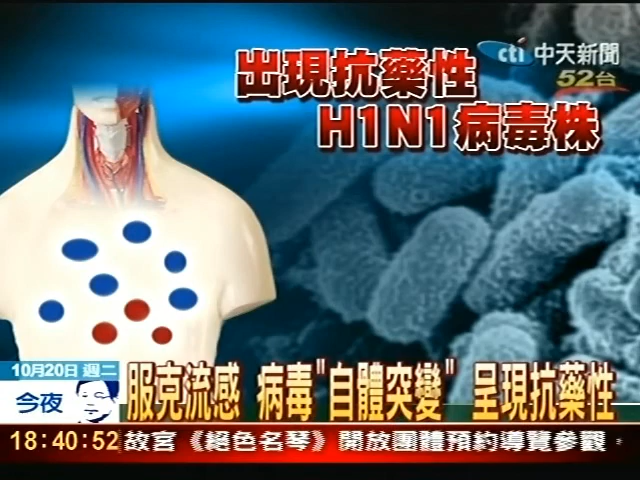 cti 中天新聞
52台
出現抗藥性
H1N1病毒株
10月20日 週二
今夜
服克流感 病毒"自體突變" 呈現抗藥性
18:40:52 故宮《絕色名琴》開放團體預約導覽參觀．